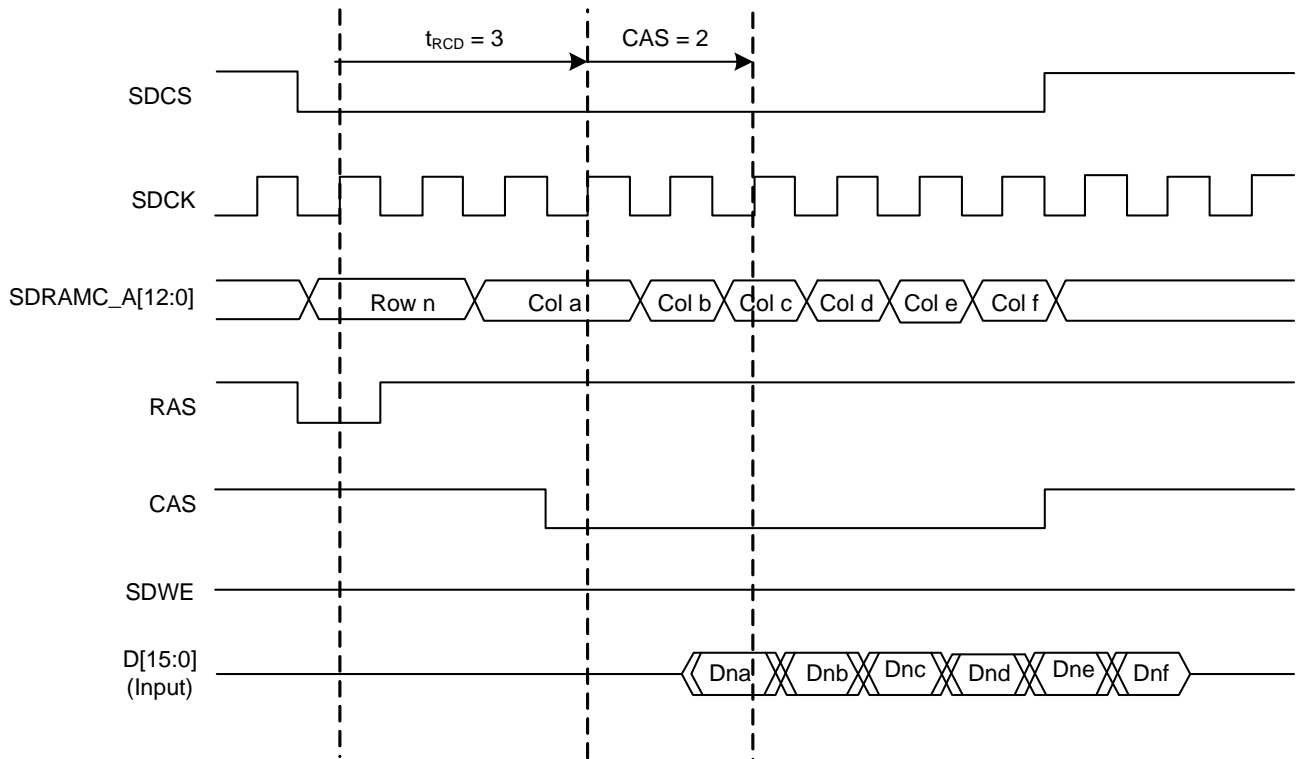 tRCD = 3
CAS = 2
SDCS
SDCK
SDRAMC_A[12:0]
Row n
Col a
Col b
Col c
Col d
Col e
Col f
RAS
CAS
SDWE
D[15:0]
(Input)
Dna
Dnb
Dnc
Dnd
Dne
Dnf